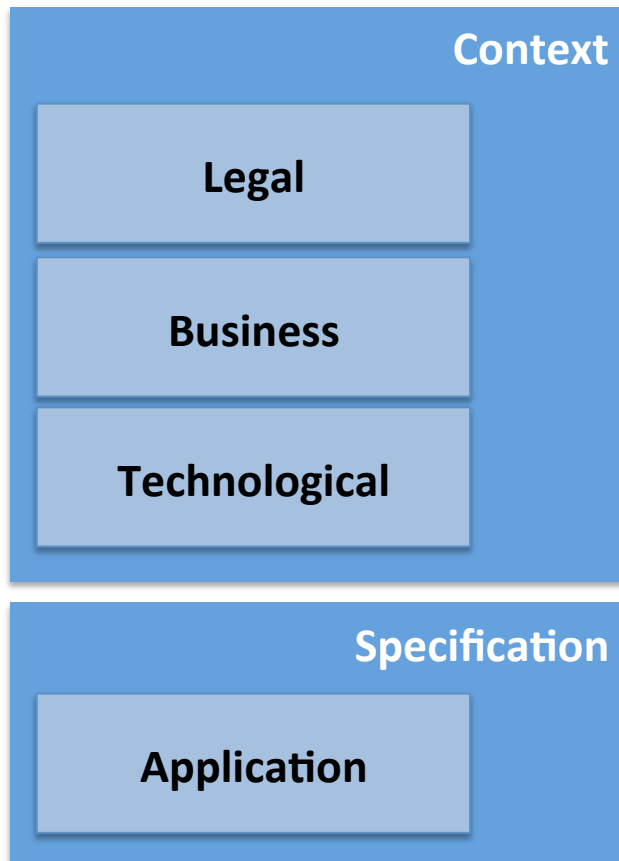 Context
Legal
Business
Technological
Specification
Application